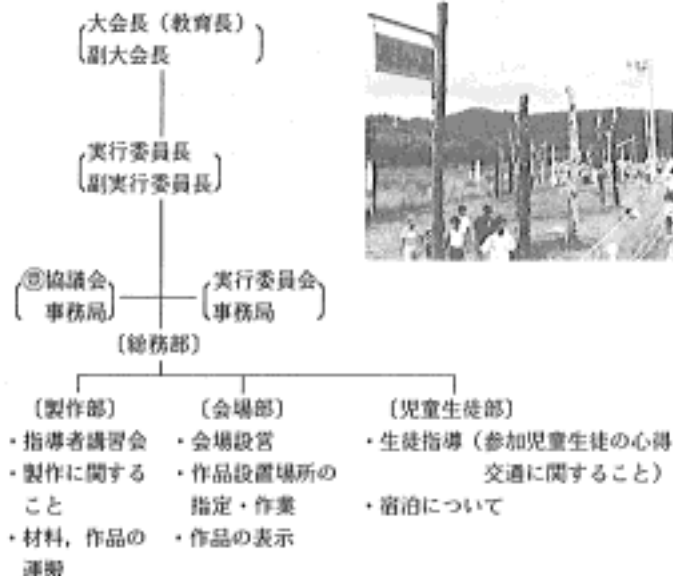 大会長（教育長）
副大会長
実行委員長
副実行委員長
協議会
事務局
実行委員会
事務局
〔総務部〕
〔製作部〕
・指導者講習会
・製作に関する
こと
・材料，作品の
運搬
〔会場部〕
・会場設営
・作品設置場所の
指定・作業
・作品の表示
〔児童生徒部〕
・生徒指導（参加児童生徒の心得
交通に関すること）
・宿泊について